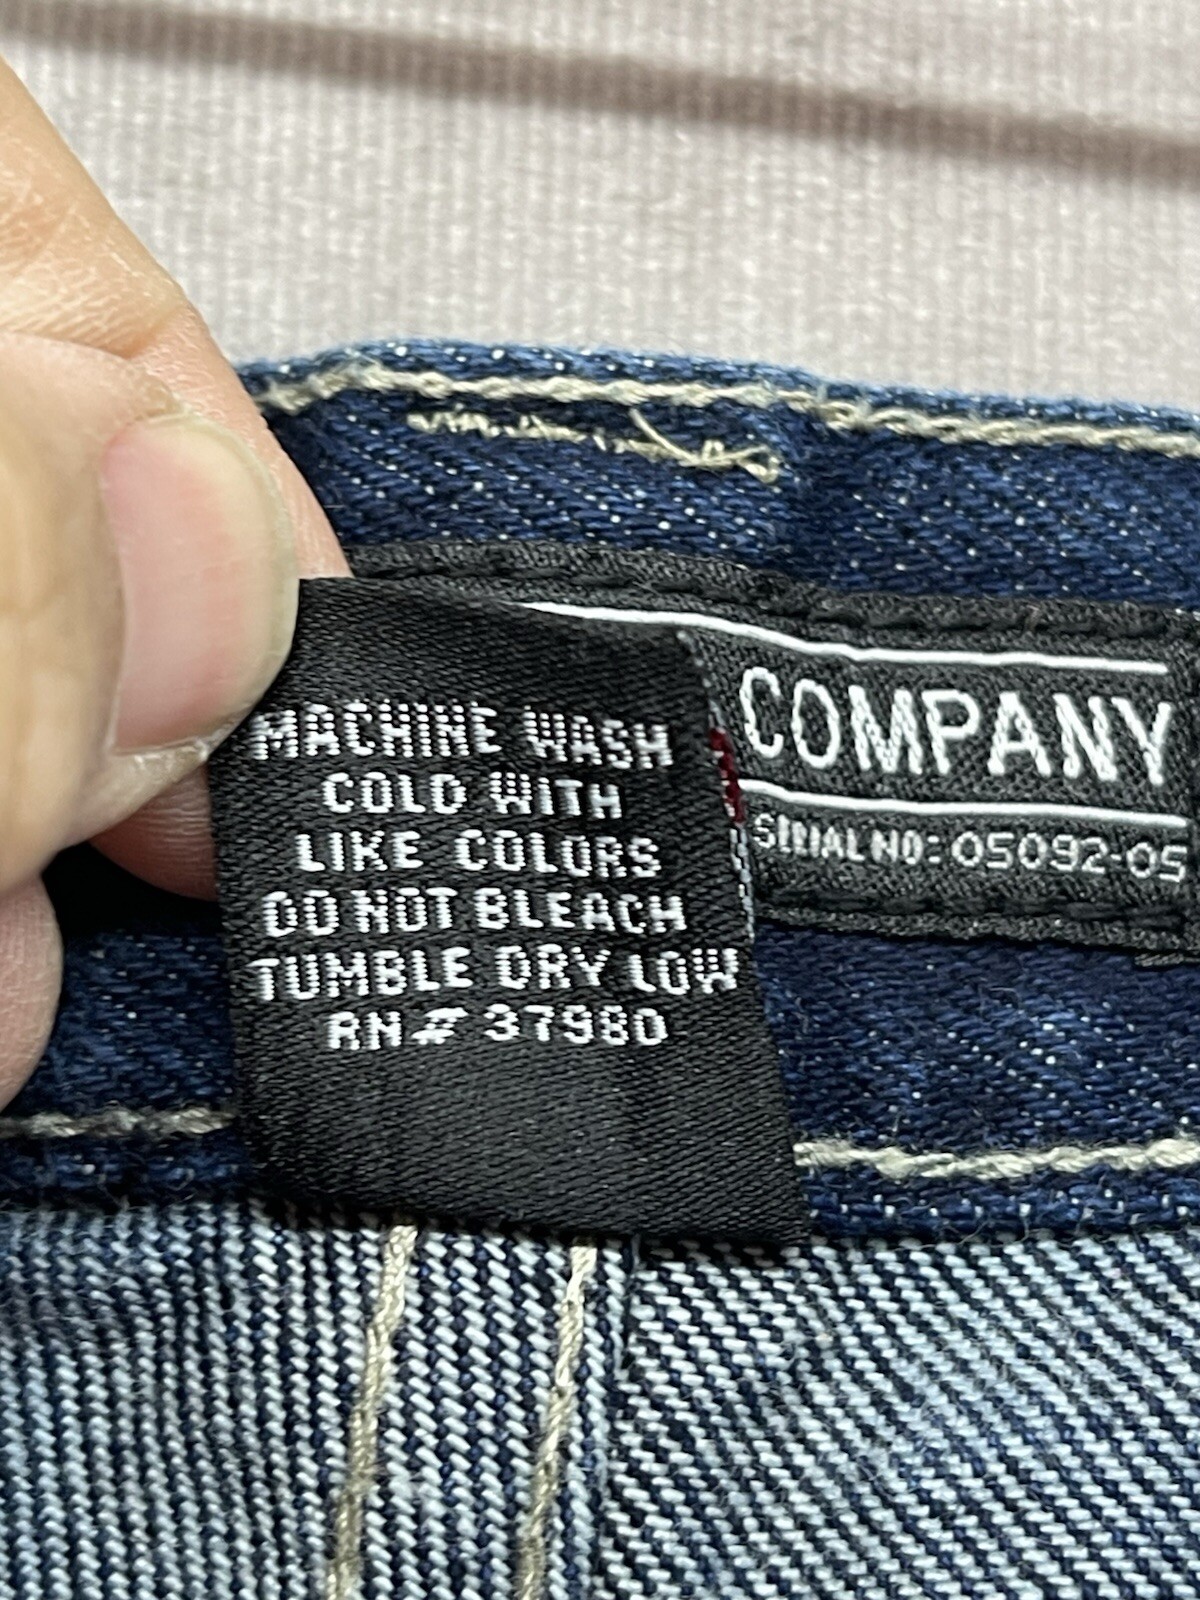 MACHINE WASH
COLD WITH
LIKE COLORS
DO NOT BLEACH
TUMBLE DRY LOW
RN# 37980
COMPANY
SERIAL NO: 05092-05